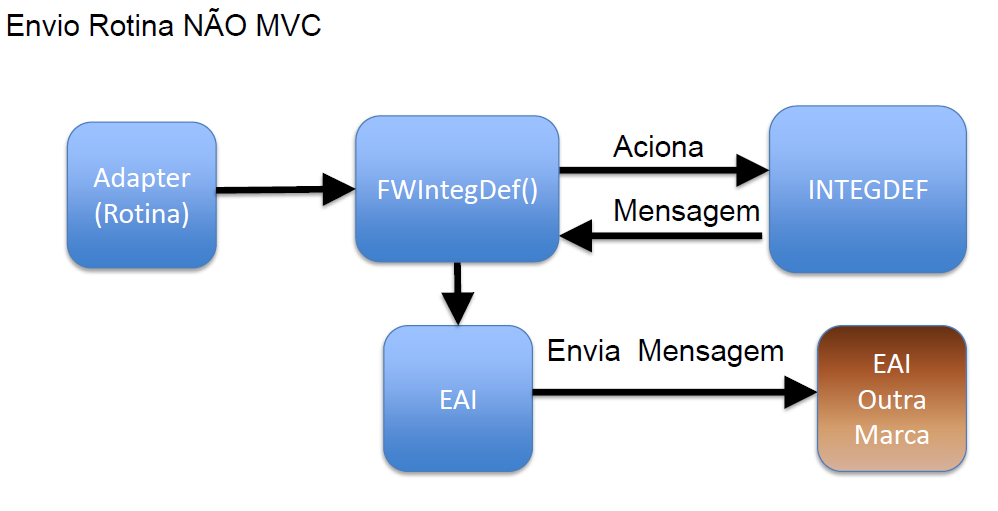 Envio Rotina NÃO MVC
Adapter
(Rotina)
FWIntegDef()
Aciona
Mensagem
INTEGDEF
EAI
Envia Mensagem
EAI
Outra
Marca